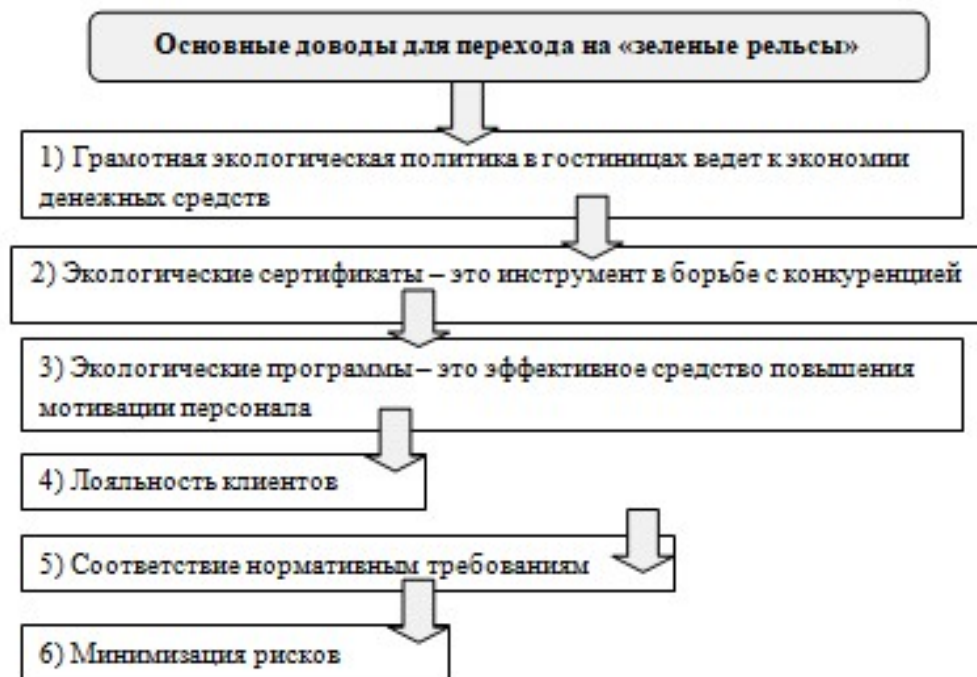 Основные доводы для перехода на «зеленые рельсы»
1) Грамотная экологическая политика в гостиницах ведет к экономии
денежных средств
2) Экологические сертификаты – это инструмент в борьбе с конкуренцией
3) Экологические программы – это эффективное средство повышения
мотивации персонала
4) Лояльность клиентов
5) Соответствие нормативным требованиям
6) Минимизация рисков